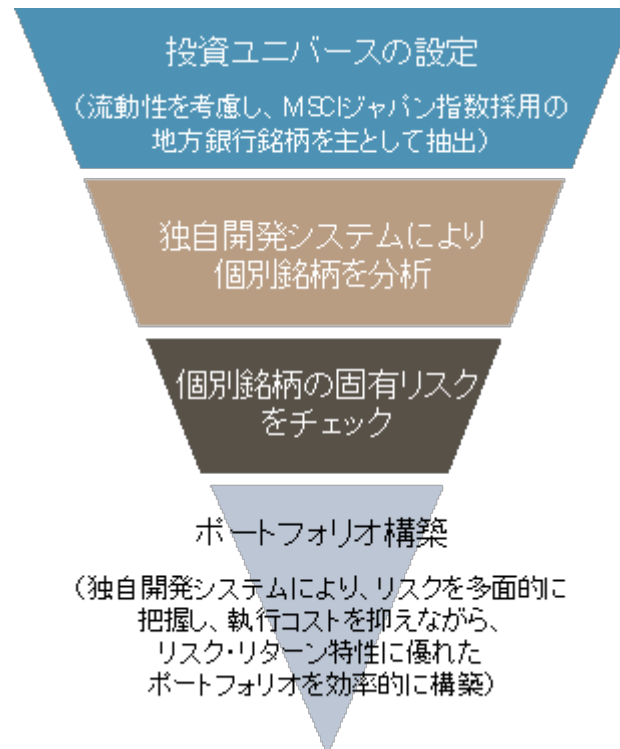 投資ユニバースの設定
（流動性を考慮し、MSCIジャパン指数採用の
地方銀行銘柄を主として抽出）
独自開発システムにより
個別銘柄を分析
個別銘柄の固有リスク
をチェック
ポートフォリオ構築
（独自開発システムにより、リスクを多面的に
把握し、執行コストを抑えながら、
リスク・リターン特性に優れた
ポートフォリオを効率的に構築）